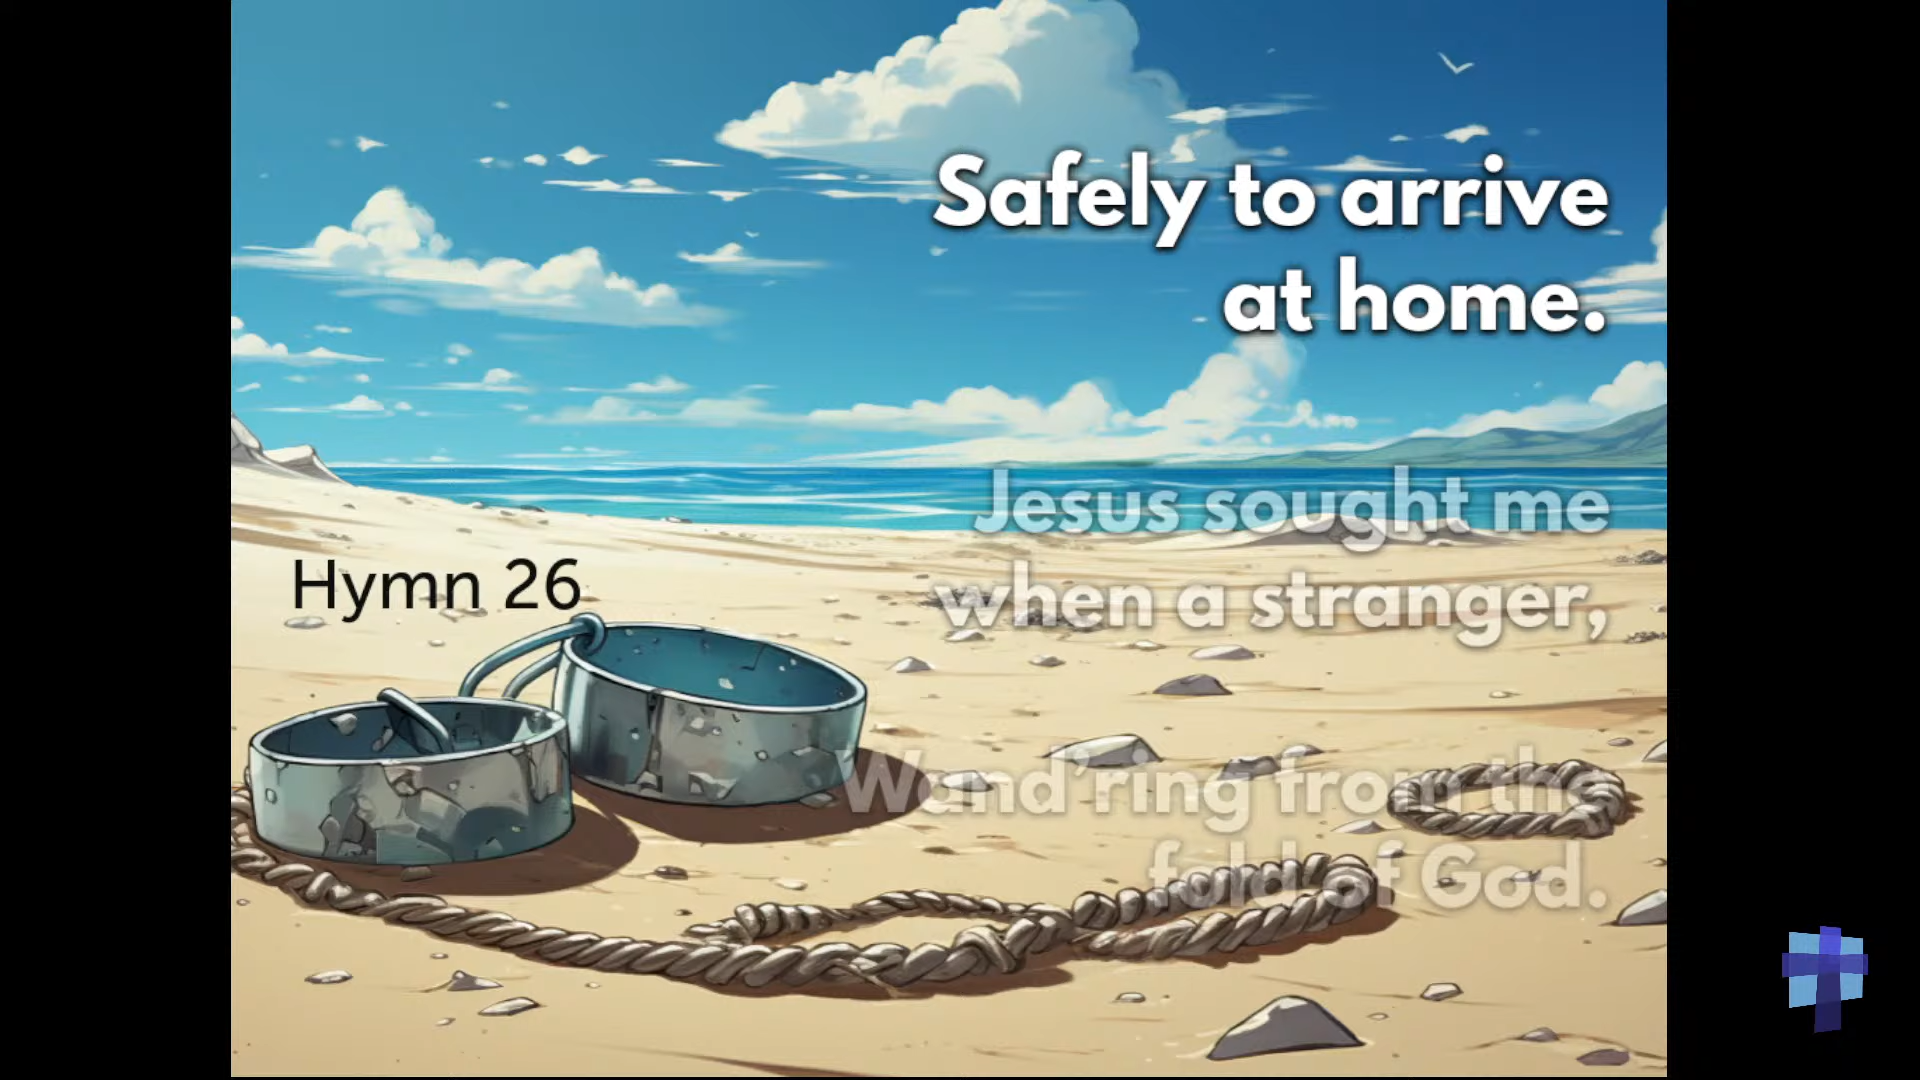 Safely to arrive
at home.
Jesus sought me
when a stranger,
Hymn 26
Wand'ring from the
fold of God.